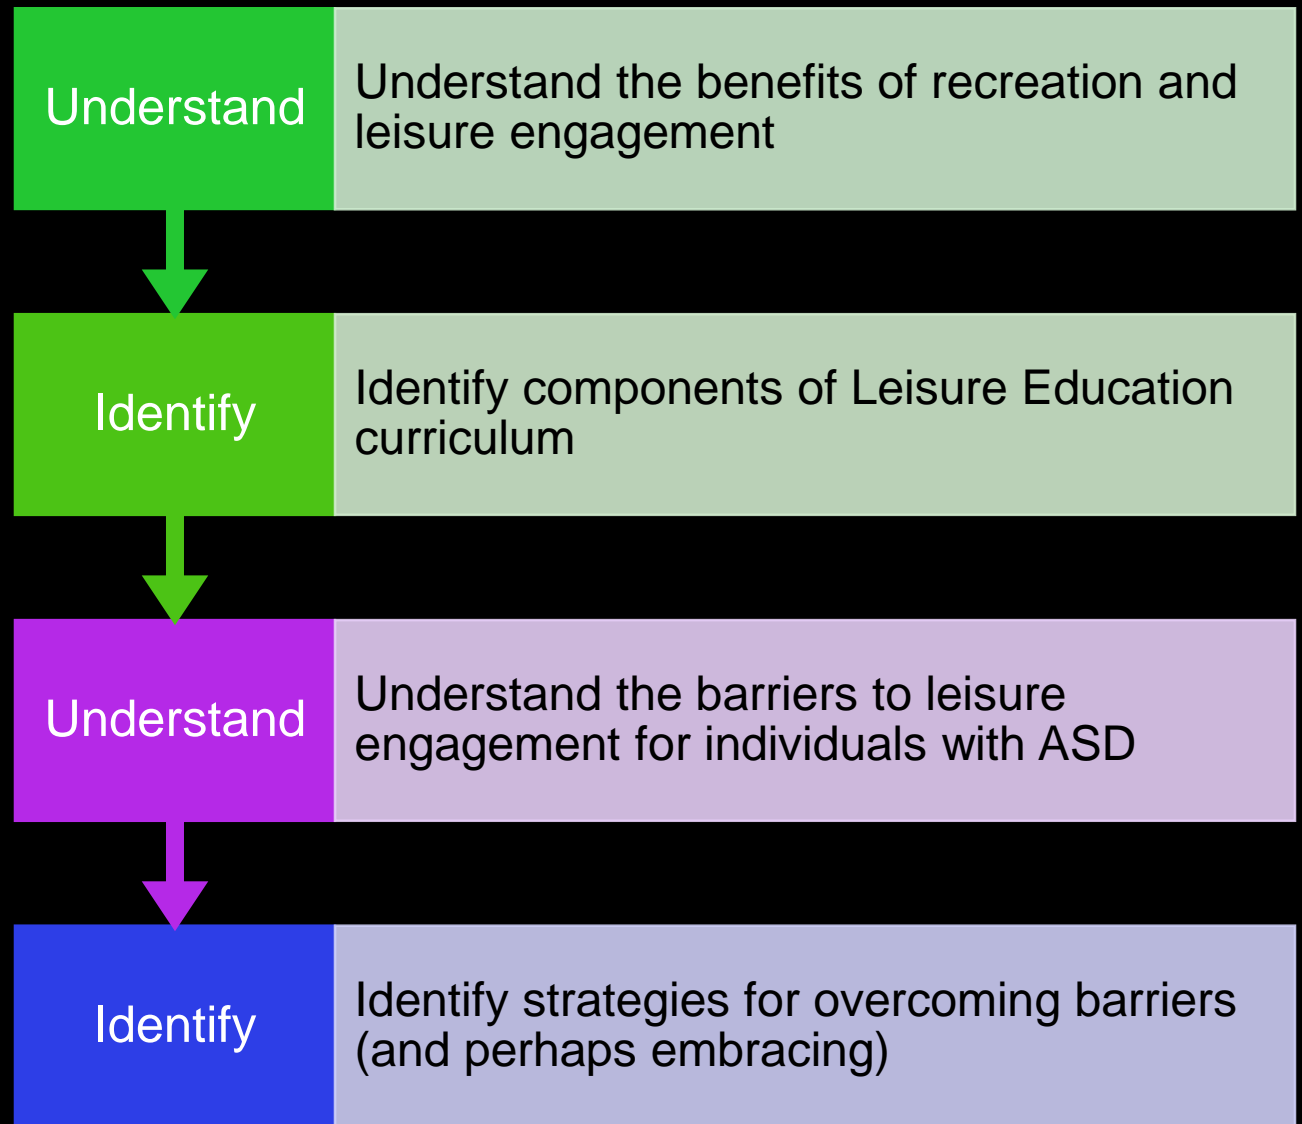 Understand
Understand the benefits of recreation and
leisure engagement
Identify
Identify components of Leisure Education
curriculum
Understand
Understand the barriers to leisure
engagement for individuals with ASD
Identify
Identify strategies for overcoming barriers
(and perhaps embracing)